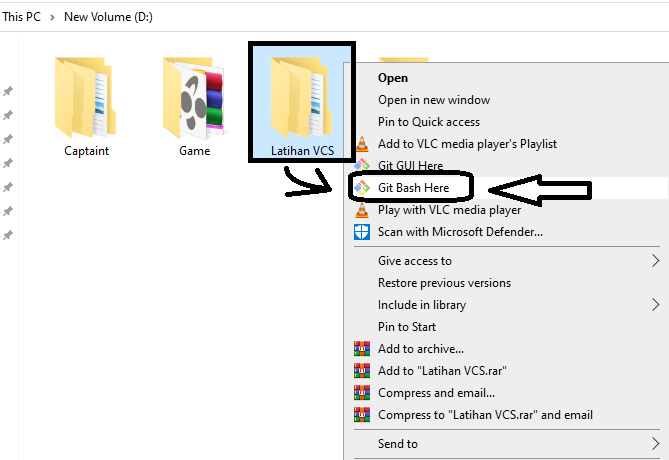 This PC > New Volume (D:)
Captaint
Game
Latihan VCS
Open
Open in new window
Pin to Quick access
Add to VLC media player's Playlist
Git GUI Here
Git Bash Here
Play with VLC media player
Scan with Microsoft Defender...
Give access to
Restore previous versions
Include in library
Pin to Start
Add to archive...
Add to "Latihan VCS.rar"
Compress and email...
Compress to "Latihan VCS.rar" and email
Send to